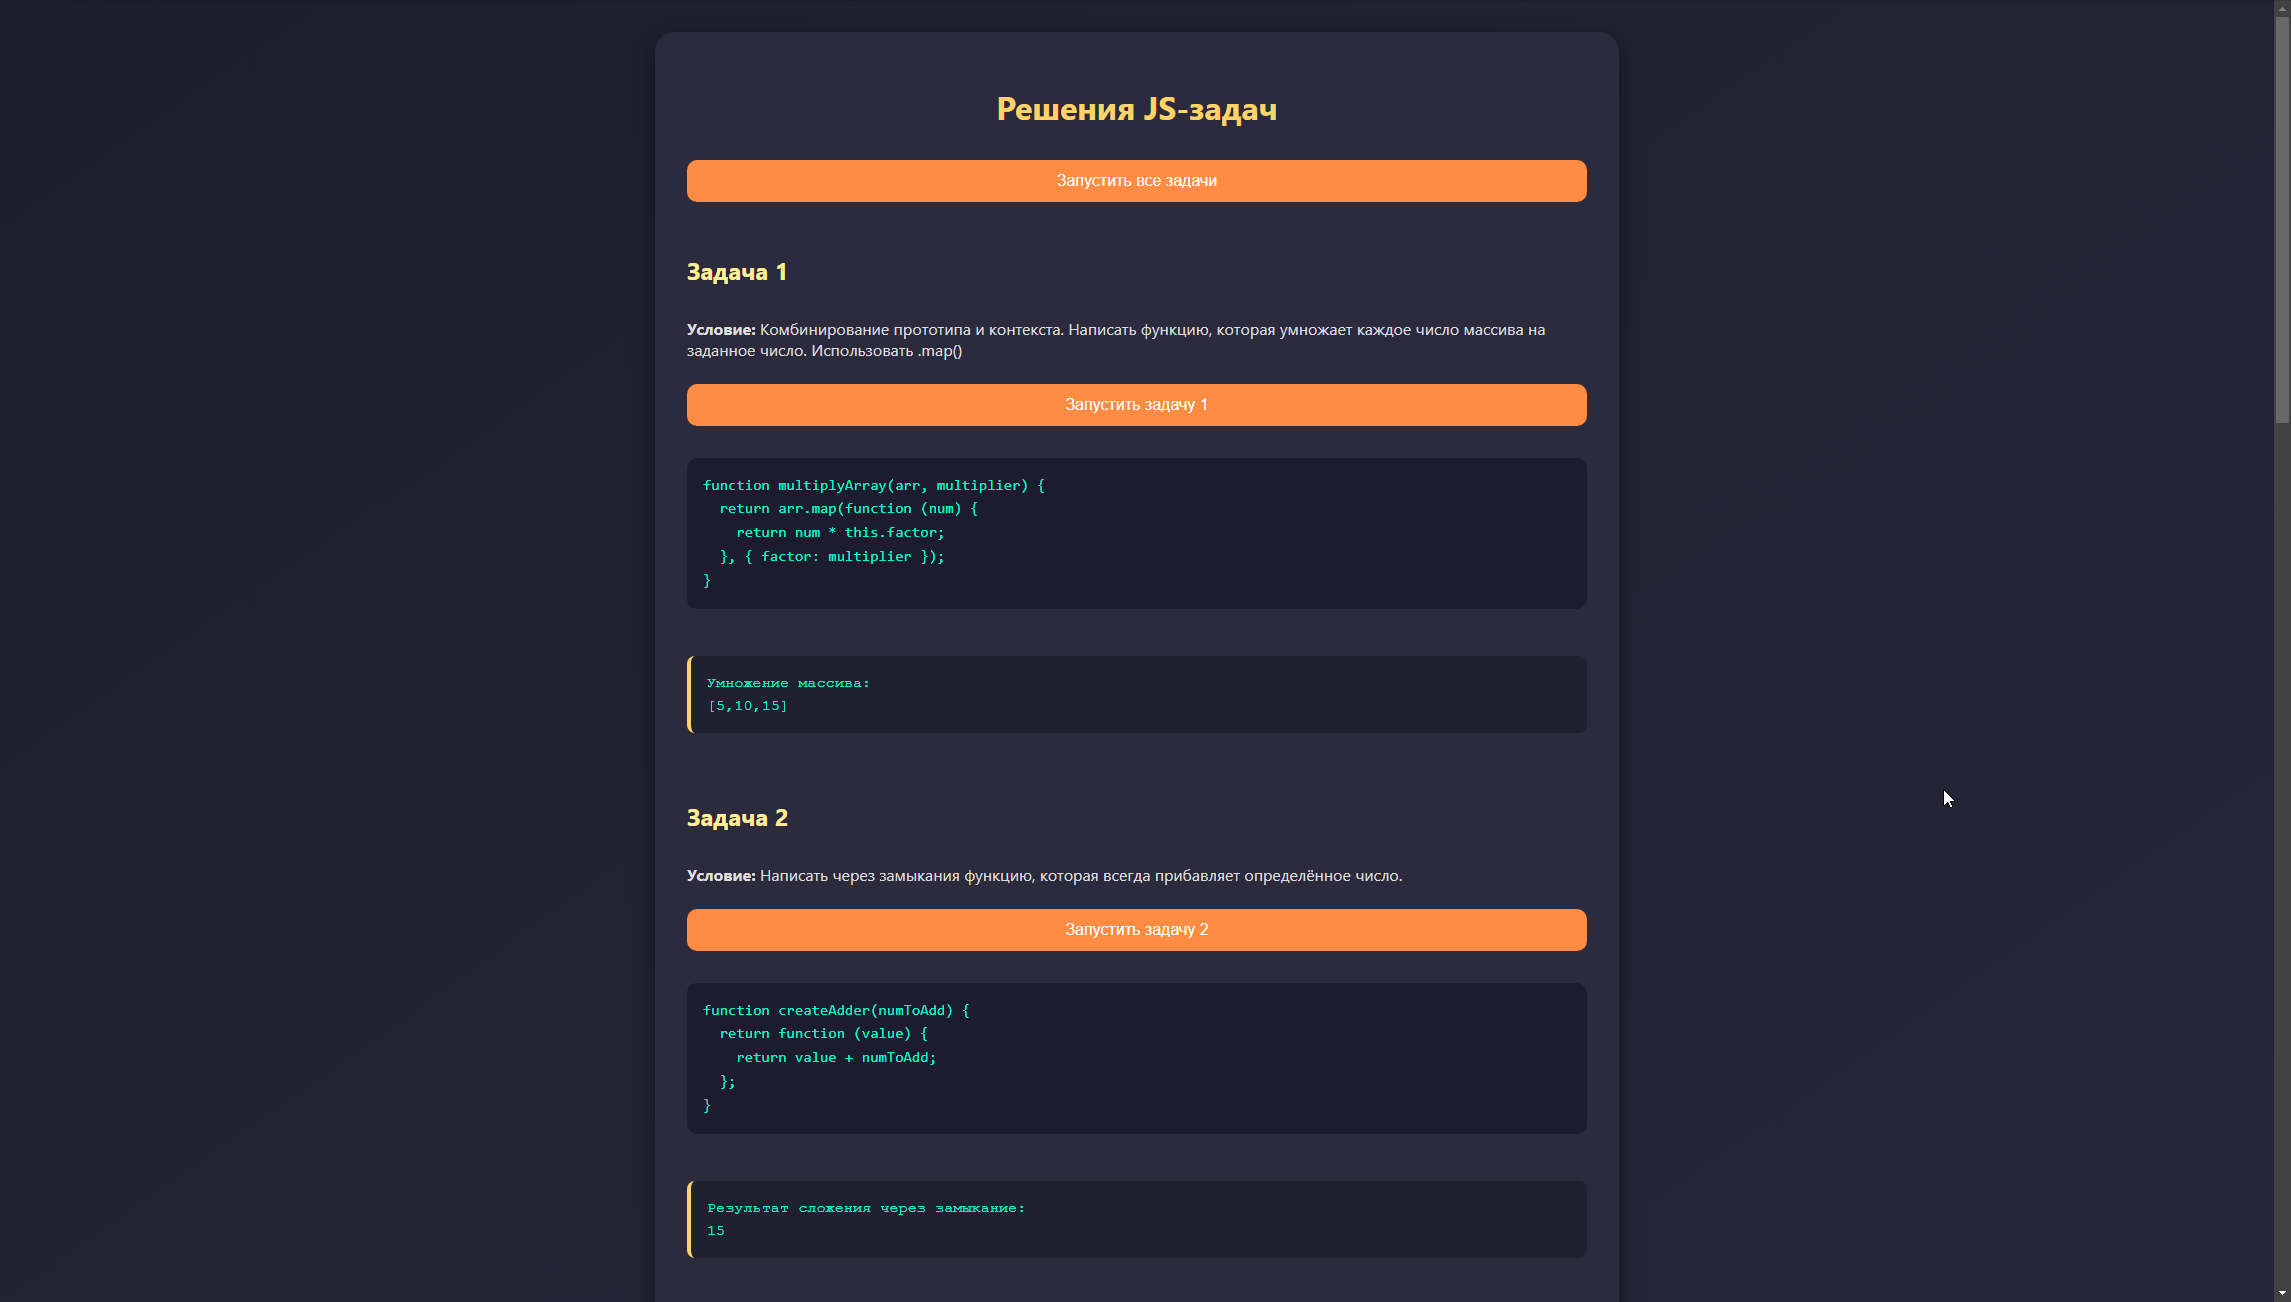 Решения JS-задач
Запустить все задачи
Задача 1
Условие: Комбинирование прототипа и контекста. Написать функцию, которая умножает каждое число массива на
заданное число. Использовать .map()
Запустить задачу 1
function multiplyArray(arr, multiplier) {
  return arr.map(function (num) {
    return num * this.factor;
  }, { factor: multiplier });
}
Умножение массива:
[5,10,15]
Задача 2
Условие: Написать через замыкания функцию, которая всегда прибавляет определённое число.
Запустить задачу 2
function createAdder(numToAdd) {
  return function (value) {
    return value + numToAdd;
  };
}
Результат сложения через замыкание:
15